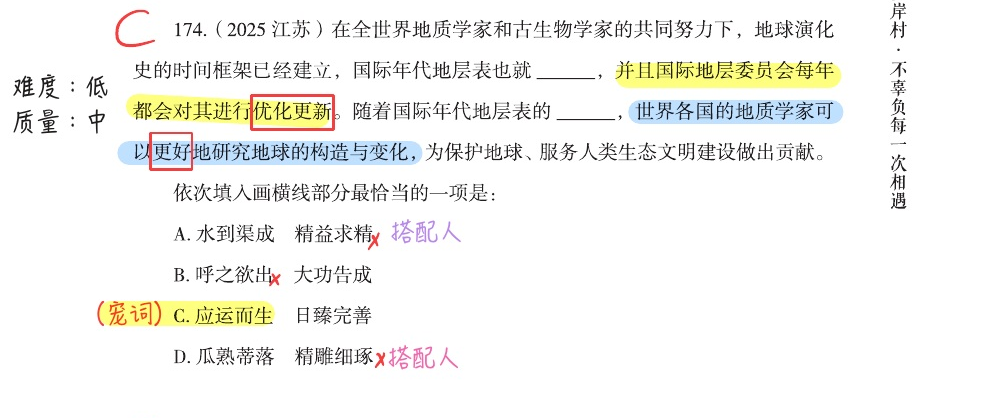 C
174.（2025 江苏）在全世界地质学家和古生物学家的共同努力下，地球演化
史的时间框架已经建立，国际年代地层表也就 ______，并且国际地层委员会每年
难度：低
都会对其进行优化更新。随着国际年代地层表的 ______，世界各国的地质学家可
质量：中
以更好地研究地球的构造与变化，为保护地球、服务人类生态文明建设做出贡献。
依次填入画横线部分最恰当的一项是：
A. 水到渠成 精益求精 x 搭配人
B. 呼之欲出 x 大功告成
（宠词） C. 应运而生 日臻完善
D. 瓜熟蒂落 精雕细琢 x 搭配人
岸村·不辜负每一次相遇